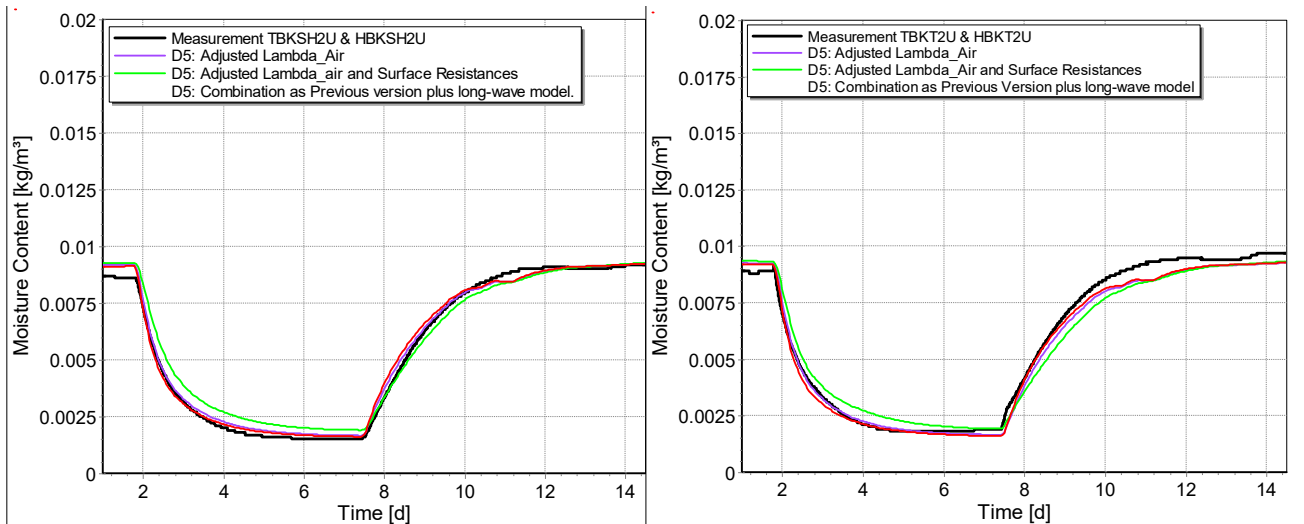 0.02
Measurement TBKSH2U & HBKSH2U
D5: Adjusted Lambda_Air
D5: Adjusted Lambda_air and Surface Resistances
D5: Combination as Previous version plus long-wave model.
0.0175
0.015
0.0125
0.01
0.0075
0.005
0.0025
0
Moisture Content [kg/m³]
2 4 6 8 10 12 14
Time [d]
0.02
Measurement TBKT2U & HBKT2U
D5: Adjusted Lambda_Air
D5: Adjusted Lambda_Air and Surface Resistances
D5: Combination as Previous Version plus long-wave model
0.0175
0.015
0.0125
0.01
0.0075
0.005
0.0025
0
Moisture Content [kg/m³]
2 4 6 8 10 12 14
Time [d]